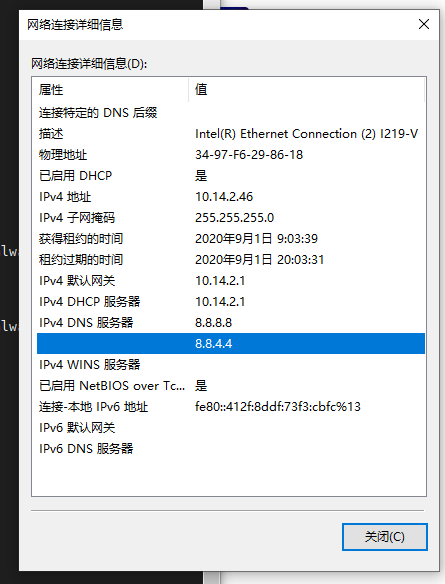 网络连接详细信息
网络连接详细信息(D):
属性 值
连接特定的 DNS 后缀
描述 Intel(R) Ethernet Connection (2) I219-V
物理地址 34-97-F6-29-86-18
已启用 DHCP 是
IPv4 地址 10.14.2.46
IPv4 子网掩码 255.255.255.0
获得租约的时间 2020年9月1日 9:03:39
租约过期的时间 2020年9月1日 20:03:31
IPv4 默认网关 10.14.2.1
IPv4 DHCP 服务器 10.14.2.1
IPv4 DNS 服务器 8.8.8.8
8.8.4.4
IPv4 WINS 服务器
已启用 NetBIOS over Tc... 是
连接-本地 IPv6 地址 fe80::412f:8ddf:73f3:cbfc%13
IPv6 默认网关
IPv6 DNS 服务器
关闭(C)
lwa
lwa